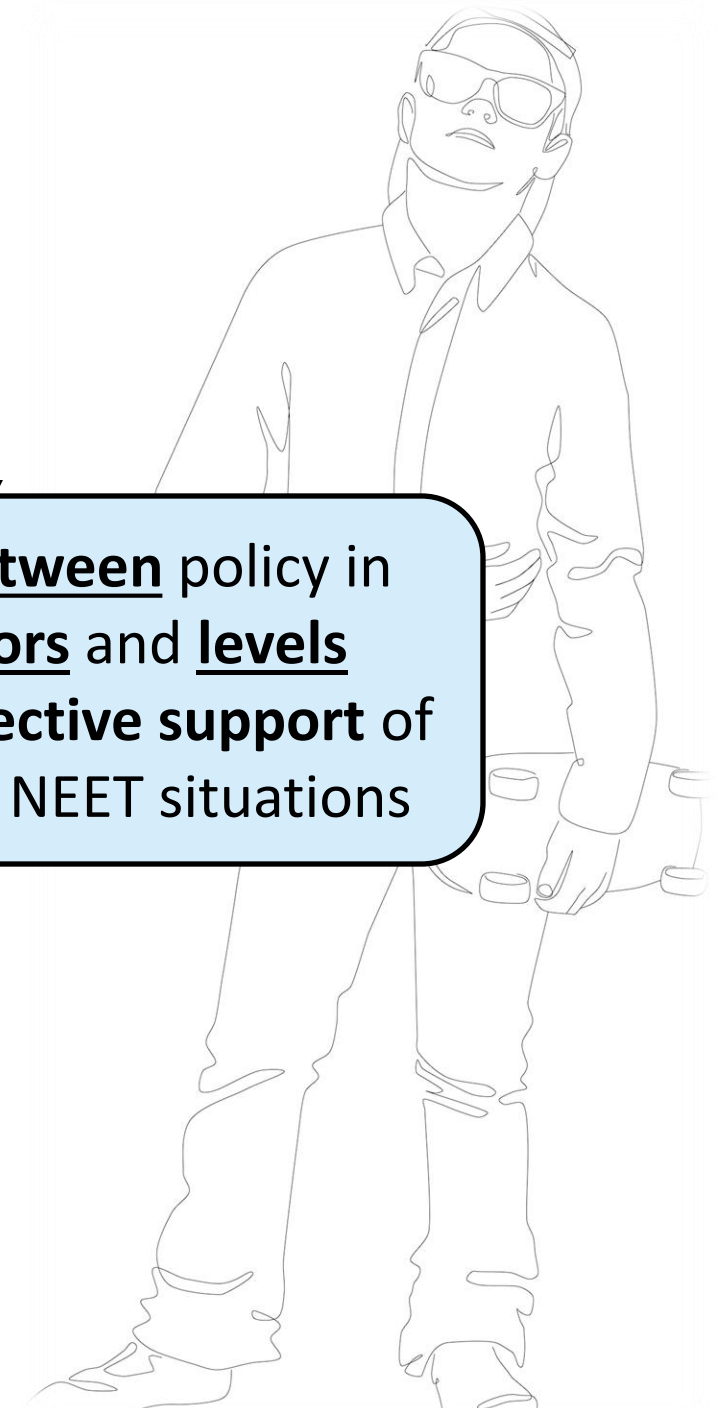 tween policy in
ors and levels
ective support of
NEET situations